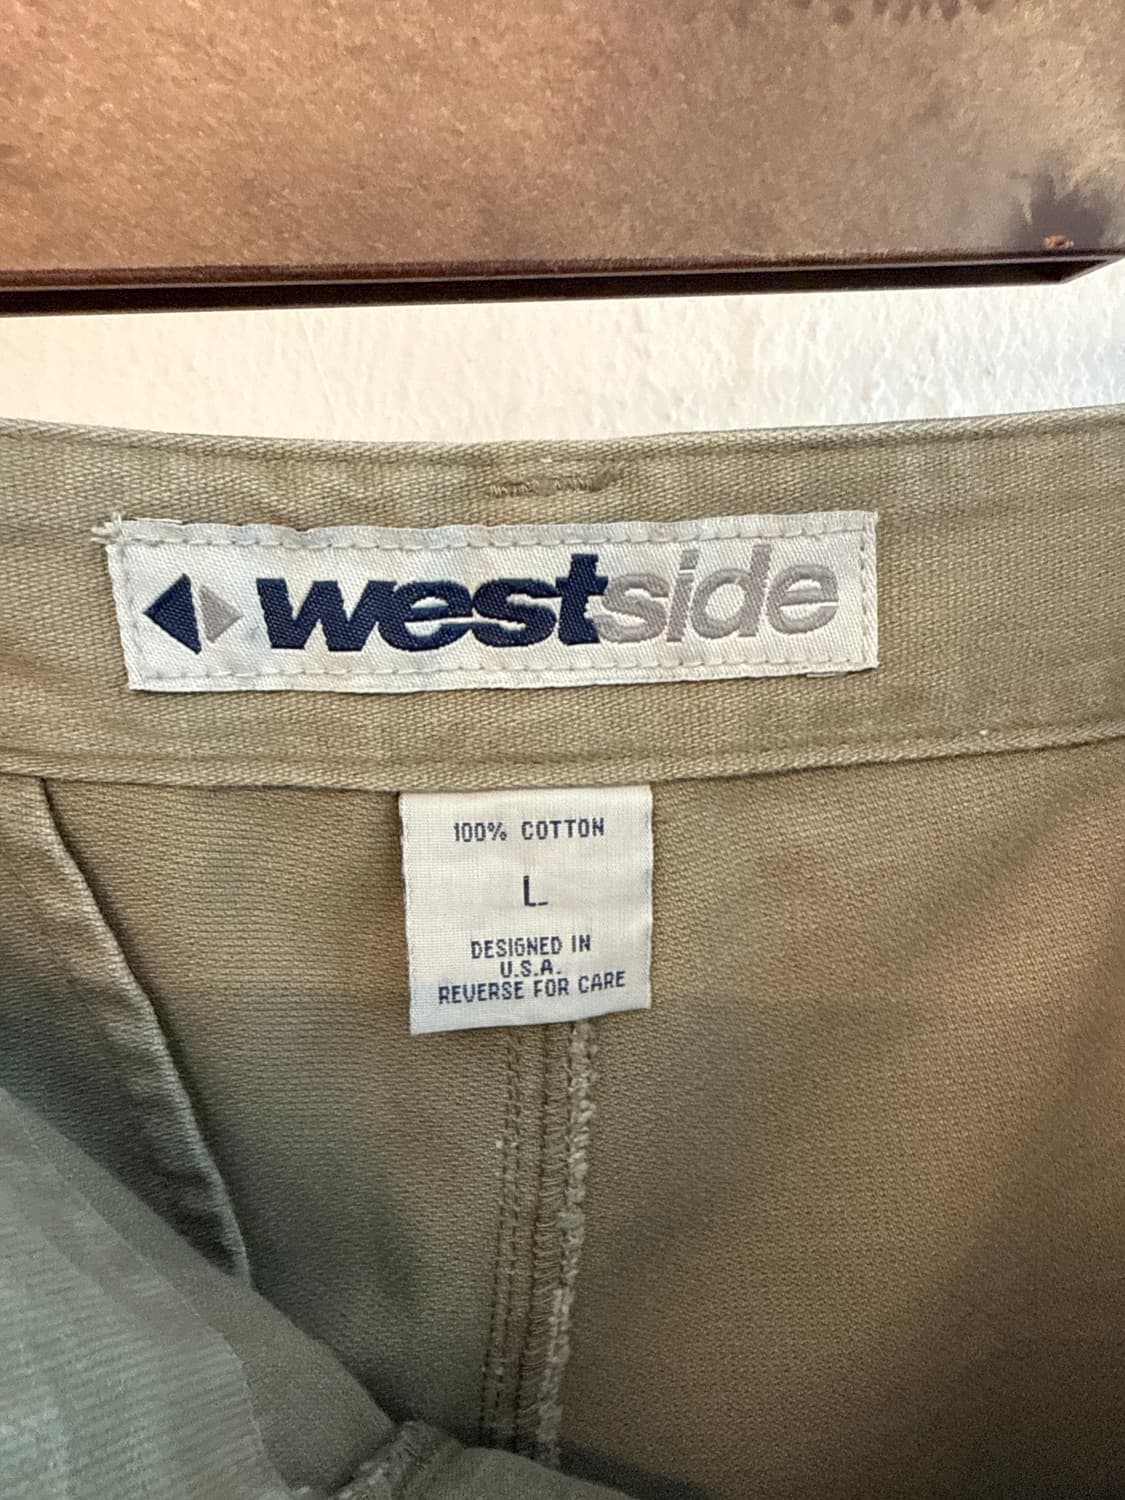 westside
100% COTTON
L
DESIGNED IN
U.S.A.
REVERSE FOR CARE